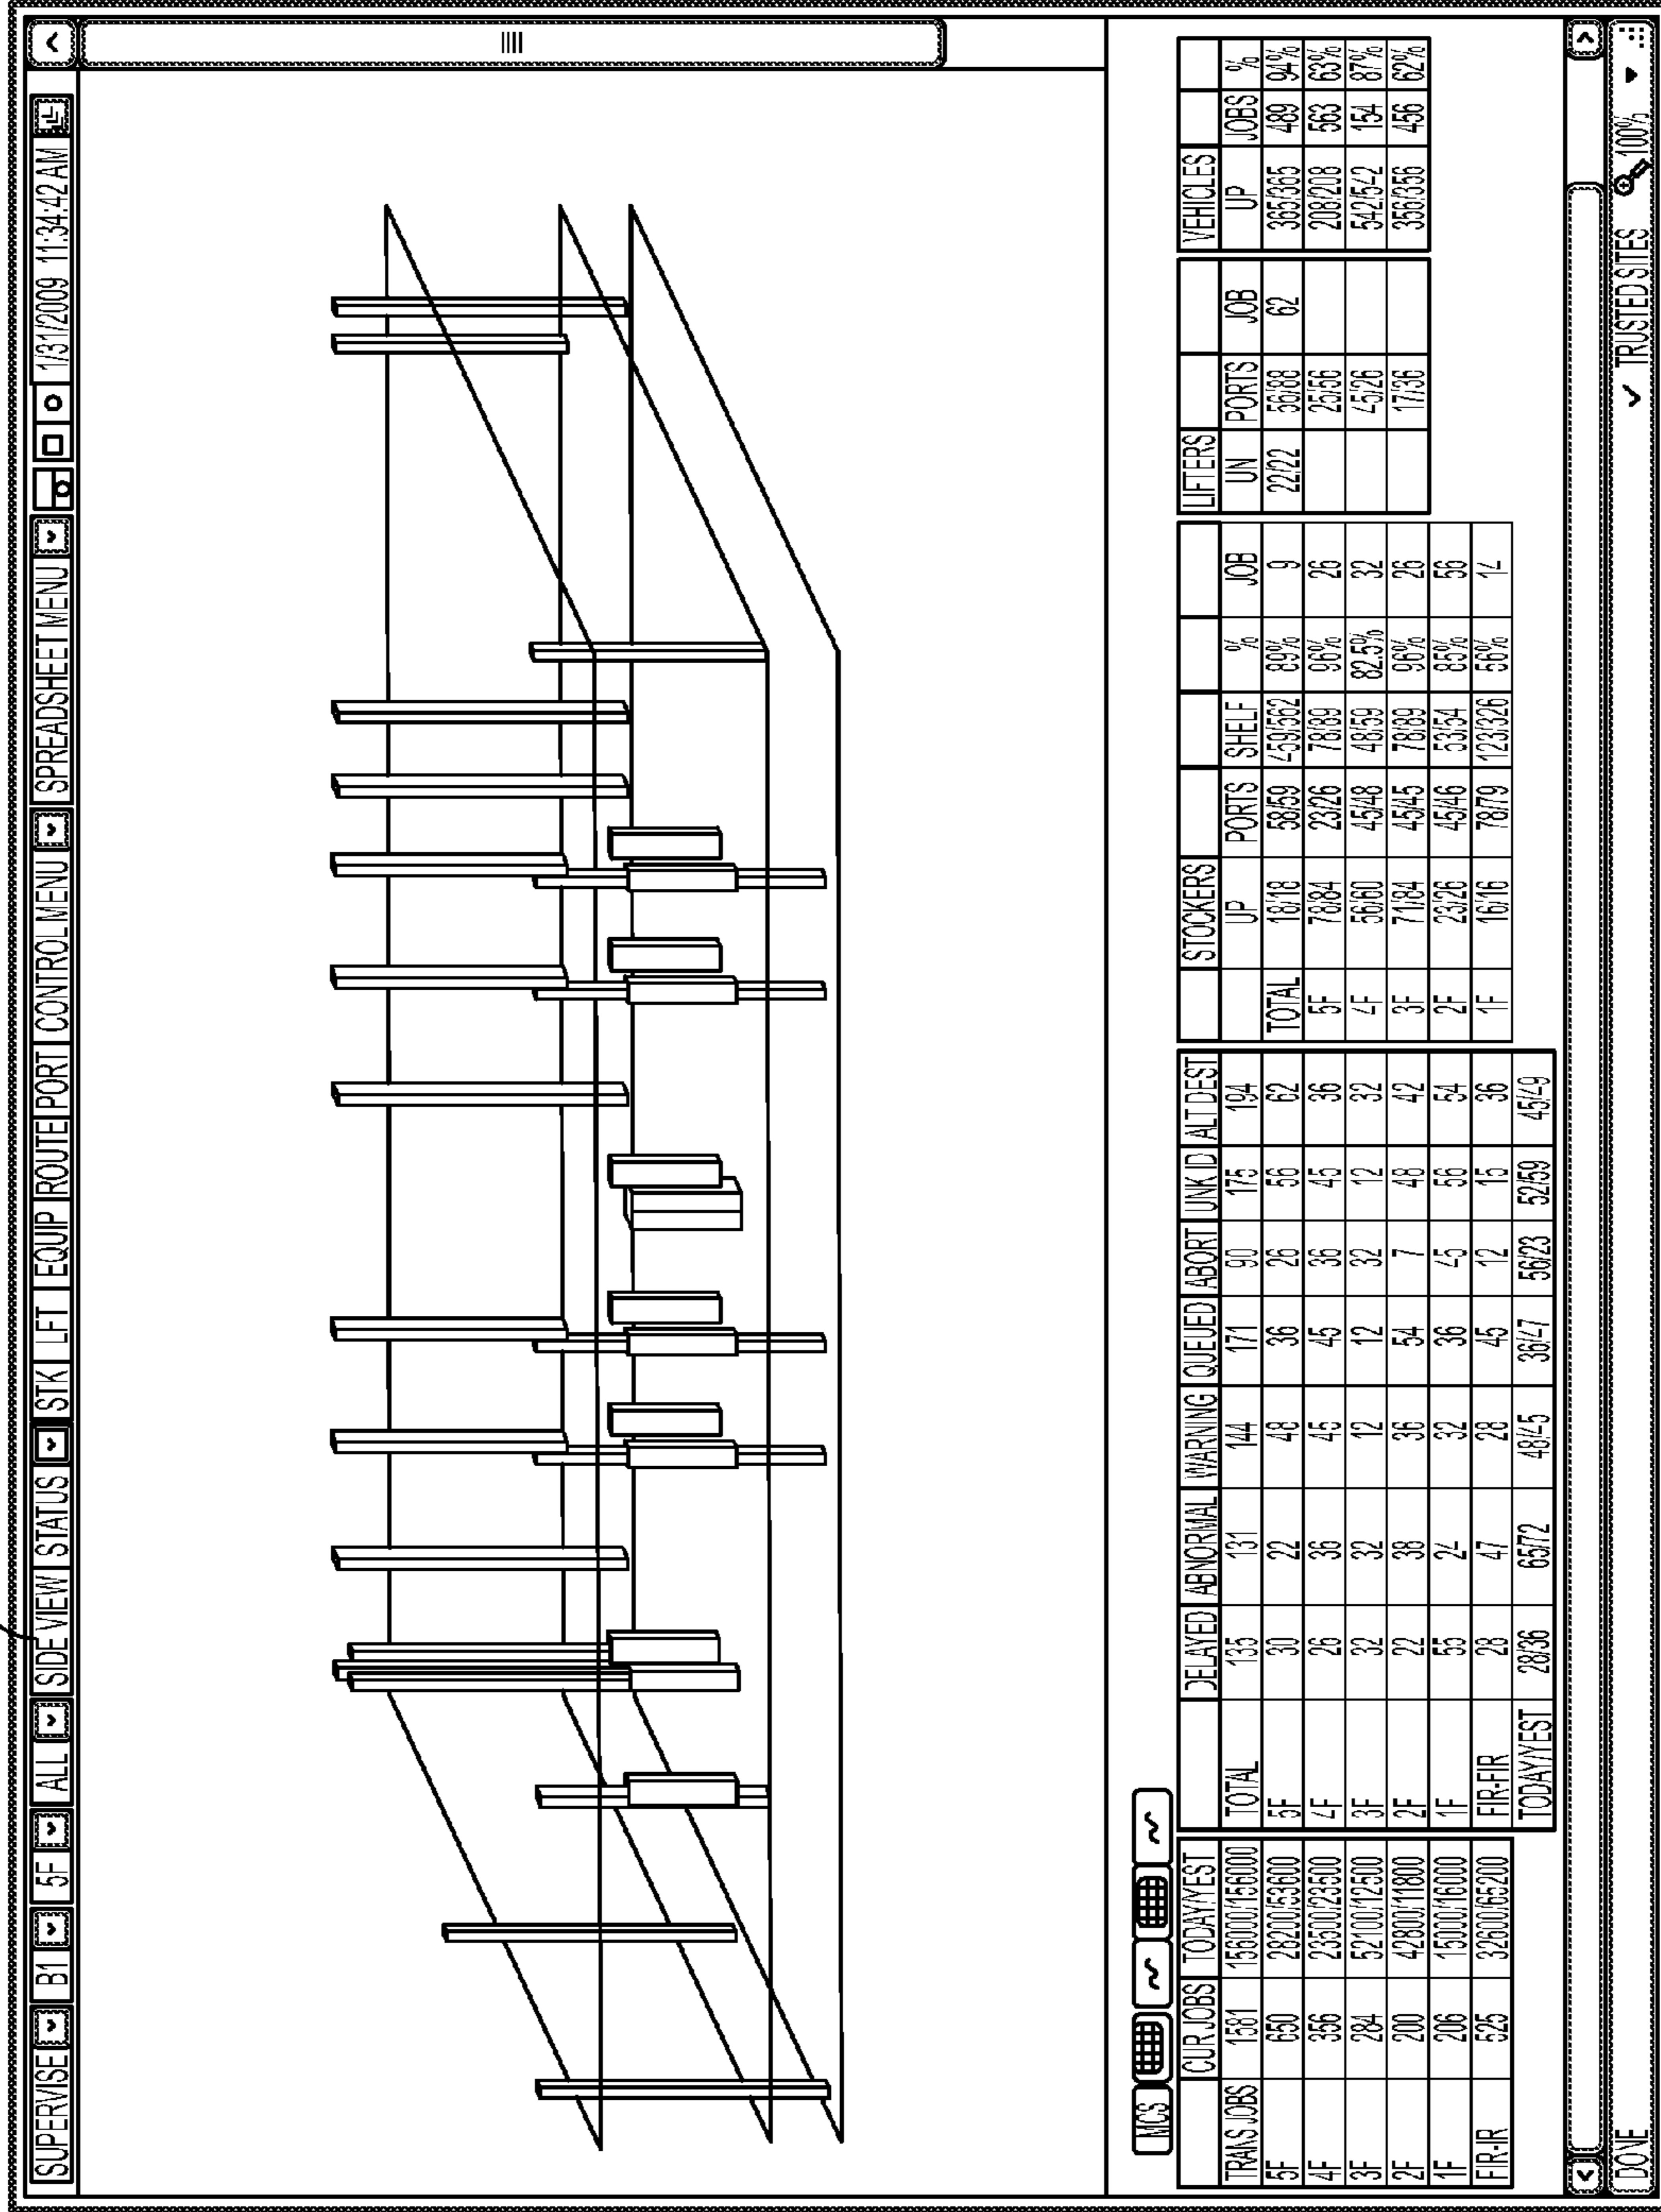 SUPERVISE B1 5F ALL SIDE VIEW STATUS STK LFT EQUIP ROUTE PORT CONTROL MENU SPREADSHEET MENU 1/31/2009 11:34:42 AM
MCS
CUR JOBS TODAY/YEST
TRANS JOBS 1581 156000/156000
5F 650 28200/53600
4F 356 23500/23500
3F 284 52100/12500
2F 200 42800/11800
1F 206 15000/16000
FIR-IR 525 32600/65200
DELAYED ABNORMAL WARNING QUEUED ABORT UNK ID ALT DEST
TOTAL 135 131 144 171 90 175 194
5F 30 22 48 36 26 56 62
4F 26 36 45 45 36 45 36
3F 32 32 12 12 32 12 32
2F 22 38 36 54 7 48 42
1F 55 24 32 36 45 56 54
FIR-FIR 28 47 28 45 12 15 36
TODAY/YEST 28/36 65/72 48/45 36/47 56/23 52/59 45/49
STOCKERS
UP PORTS SHELF % JOB
TOTAL 18/18 58/59 459/562 89% 9
5F 78/84 23/26 78/89 96% 26
4F 56/60 45/48 48/59 82.5% 32
3F 71/84 45/45 78/89 96% 26
2F 23/26 45/46 53/54 85% 56
1F 16/16 78/79 123/326 56% 14
LIFTERS
UN PORTS JOB
22/22 56/88 62
25/56
45/26
17/36
VEHICLES
UP JOBS %
365/365 489 94%
208/208 563 63%
542/542 154 87%
356/356 456 62%
DONE TRUSTED SITES 100%